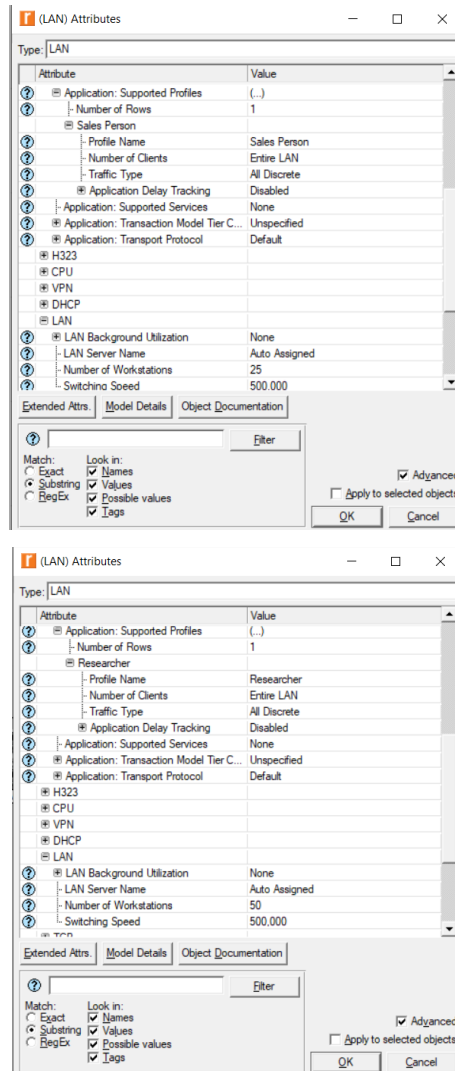 (LAN) Attributes
Type: LAN
Attribute Value
Application: Supported Profiles (...)
Number of Rows 1
Sales Person
Profile Name Sales Person
Number of Clients Entire LAN
Traffic Type All Discrete
Application Delay Tracking Disabled
Application: Supported Services None
Application: Transaction Model Tier C... Unspecified
Application: Transport Protocol Default
H323
CPU
VPN
DHCP
LAN
LAN Background Utilization None
LAN Server Name Auto Assigned
Number of Workstations 25
Switching Speed 500.000
Extended Attrs. Model Details Object Documentation
Filter
Match: Look in:
Exact Names
Substring Values
RegEx Possible values
Tags
Advanced
Apply to selected objects
OK Cancel
(LAN) Attributes
Type: LAN
Attribute Value
Application: Supported Profiles (...)
Number of Rows 1
Researcher
Profile Name Researcher
Number of Clients Entire LAN
Traffic Type All Discrete
Application Delay Tracking Disabled
Application: Supported Services None
Application: Transaction Model Tier C... Unspecified
Application: Transport Protocol Default
H323
CPU
VPN
DHCP
LAN
LAN Background Utilization None
LAN Server Name Auto Assigned
Number of Workstations 50
Switching Speed 500,000
TCP
Extended Attrs. Model Details Object Documentation
Filter
Match: Look in:
Exact Names
Substring Values
RegEx Possible values
Tags
Advanced
Apply to selected objects
OK Cancel